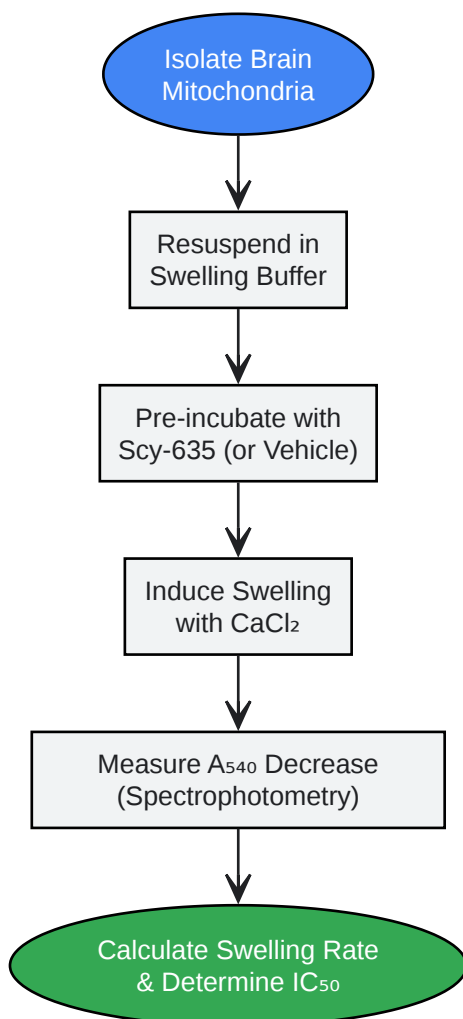 Isolate Brain
Mitochondria
Resuspend in
Swelling Buffer
Pre-incubate with
Scy-635 (or Vehicle)
Induce Swelling
with CaCl₂
Measure A₅₄₀ Decrease
(Spectrophotometry)
Calculate Swelling Rate
& Determine IC₅₀